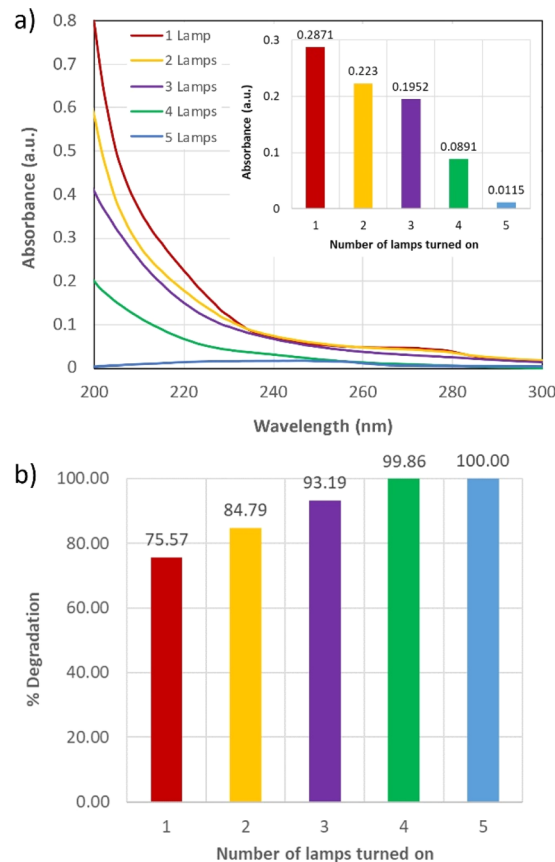 a)
0.8
0.7
0.6
0.5
0.4
0.3
0.2
0.1
0
Absorbance (a.u.)
1 Lamp
2 Lamps
3 Lamps
4 Lamps
5 Lamps
0.3
0.2
0.1
0
Absorbance (a.u.)
0.2871
0.223
0.1952
0.0891
0.0115
1 2 3 4 5
Number of lamps turned on
200 220 240 260 280 300
Wavelength (nm)
b)
100.00
80.00
60.00
40.00
20.00
0.00
% Degradation
75.57
84.79
93.19
99.86
100.00
1 2 3 4 5
Number of lamps turned on